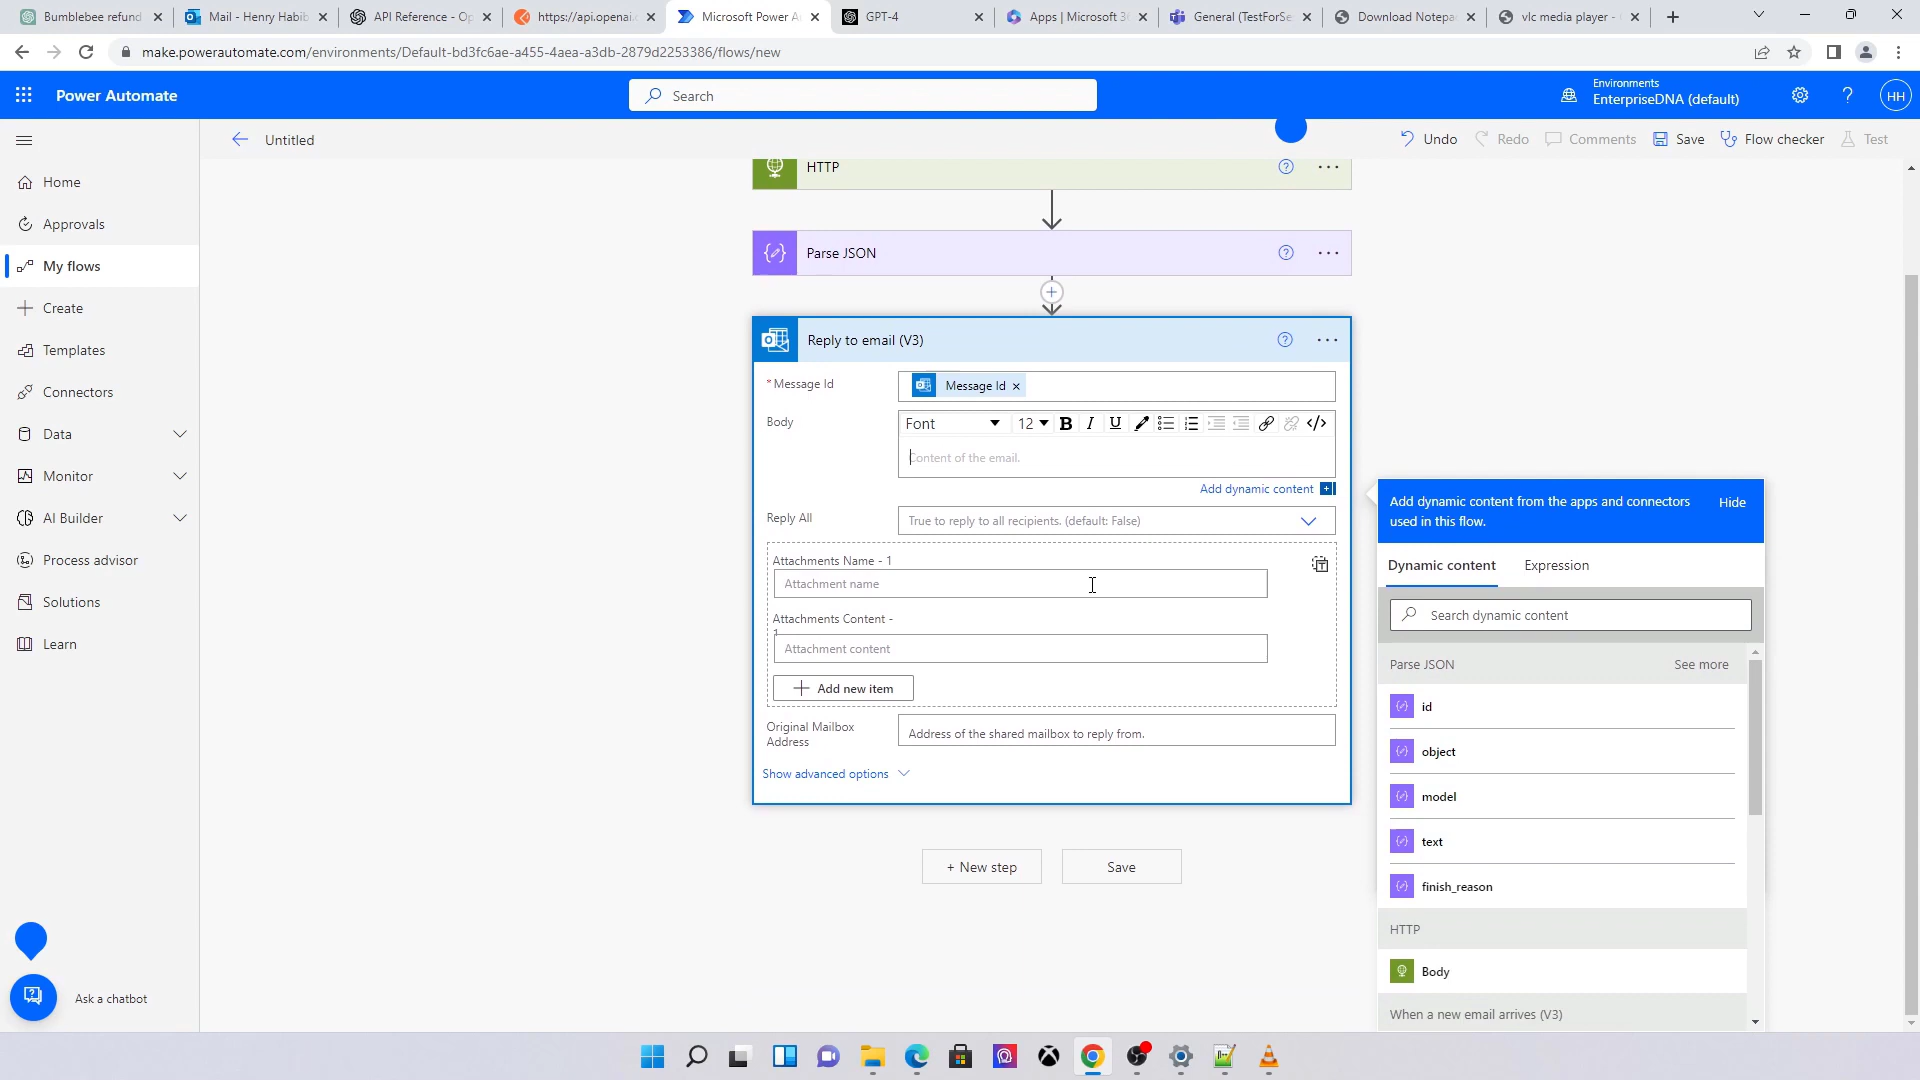 Bumblebee refund
Mail - Henry Habib
API Reference - Op
https://api.openai.c
Microsoft Power A
GPT-4
Apps | Microsoft 36
General (TestForSe
Download Notepa
vlc media player -
make.powerautomate.com/environments/Default-bd3fc6ae-a455-4aea-a3db-2879d2253386/flows/new
Power Automate
Search
Environments
EnterpriseDNA (default)
?
HH
Untitled
Undo
Redo
Comments
Save
Flow checker
Test
Home
Approvals
My flows
Create
Templates
Connectors
Data
Monitor
AI Builder
Process advisor
Solutions
Learn
Ask a chatbot
HTTP
Parse JSON
Reply to email (V3)
* Message Id
Message Id ×
Body
Font
12
B I U
</>
Content of the email.
Add dynamic content
Reply All
True to reply to all recipients. (default: False)
Attachments Name - 1
Attachment name
Attachments Content -
1
Attachment content
Add new item
Original Mailbox
Address
Address of the shared mailbox to reply from.
Show advanced options
+ New step
Save
Add dynamic content from the apps and connectors
used in this flow.
Hide
Dynamic content
Expression
Search dynamic content
Parse JSON
See more
id
object
model
text
finish_reason
HTTP
Body
When a new email arrives (V3)